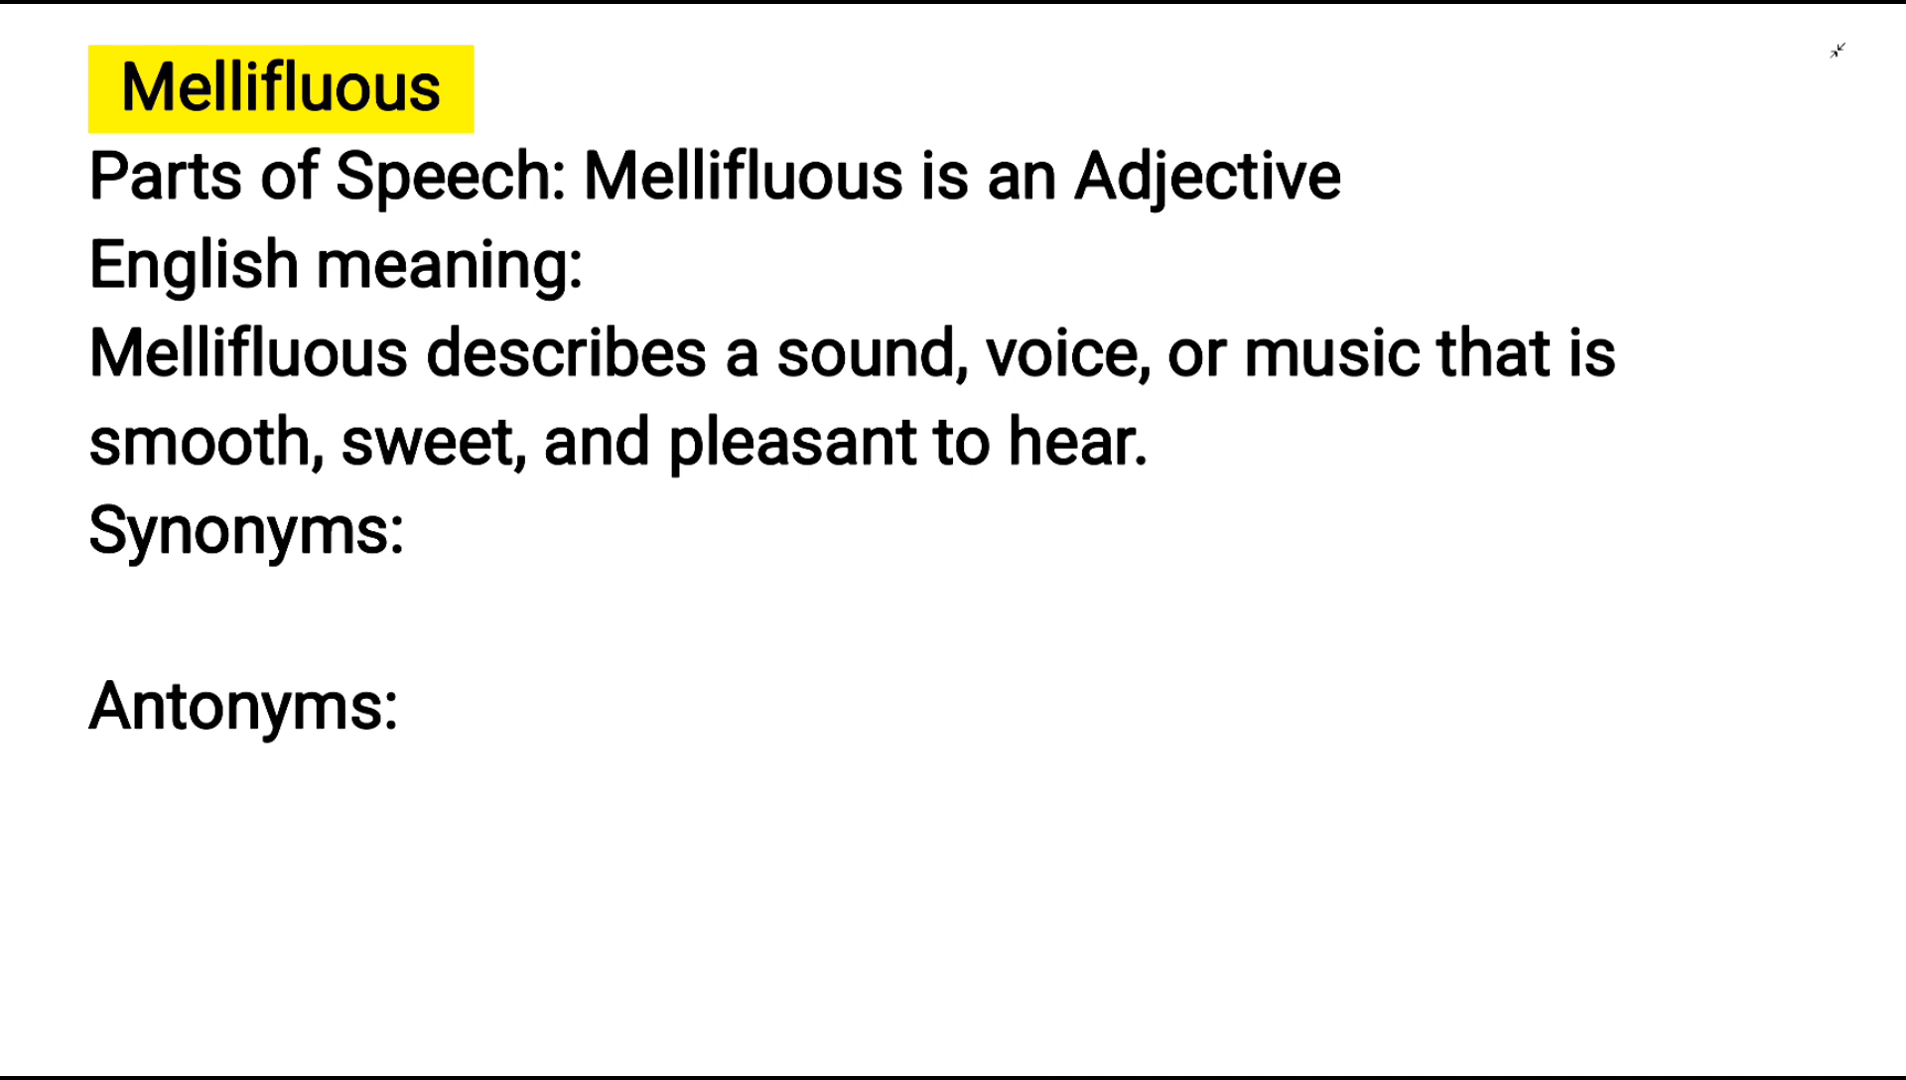 Mellifluous
Parts of Speech: Mellifluous is an Adjective
English meaning:
Mellifluous describes a sound, voice, or music that is
smooth, sweet, and pleasant to hear.
Synonyms:
Antonyms: